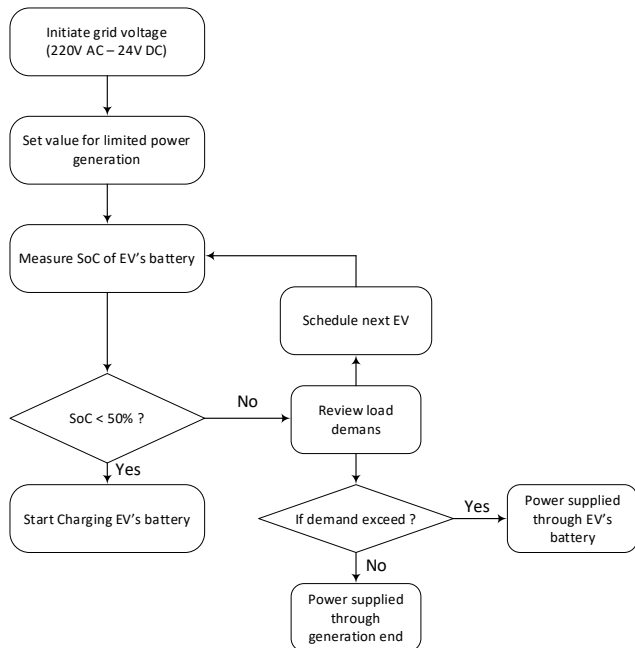 Initiate grid voltage
(220V AC – 24V DC)
Set value for limited power
generation
Measure SoC of EV's battery
Schedule next EV
SoC < 50% ?
No
Review load
demans
Yes
Start Charging EV's battery
If demand exceed ?
Yes
Power supplied
through EV's
battery
No
Power supplied
through
generation end